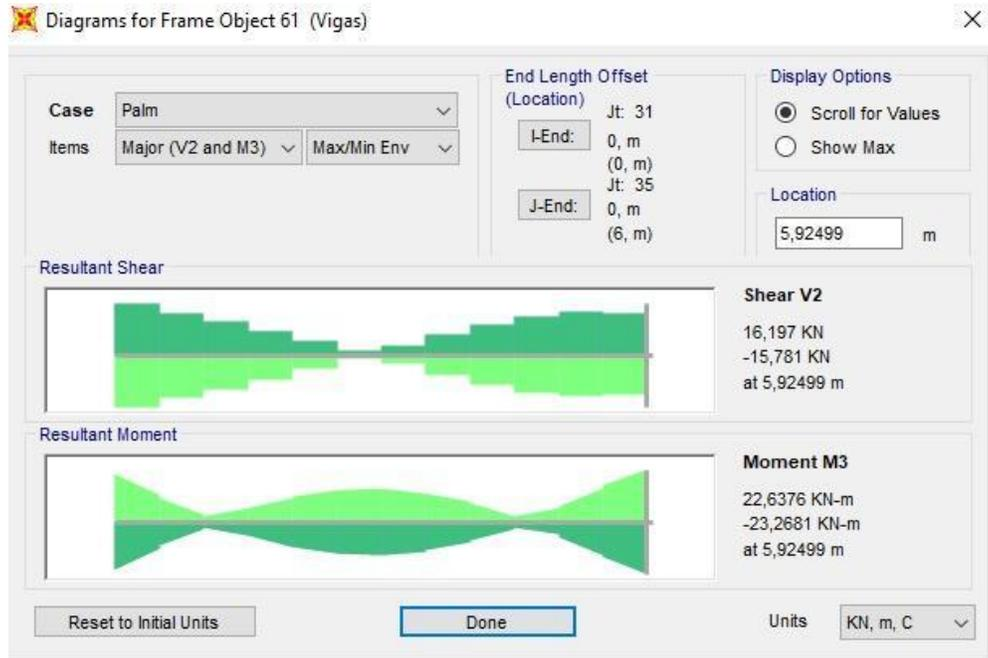 Diagrams for Frame Object 61 (Vigas)
Case Palm
Items Major (V2 and M3) Max/Min Env
End Length Offset
(Location)
Jt: 31
I-End: 0, m
(0, m)
Jt: 35
J-End: 0, m
(6, m)
Display Options
Scroll for Values
Show Max
Location
5,92499 m
Resultant Shear
Shear V2
16,197 KN
-15,781 KN
at 5,92499 m
Resultant Moment
Moment M3
22,6376 KN-m
-23,2681 KN-m
at 5,92499 m
Reset to Initial Units Done Units KN, m, C